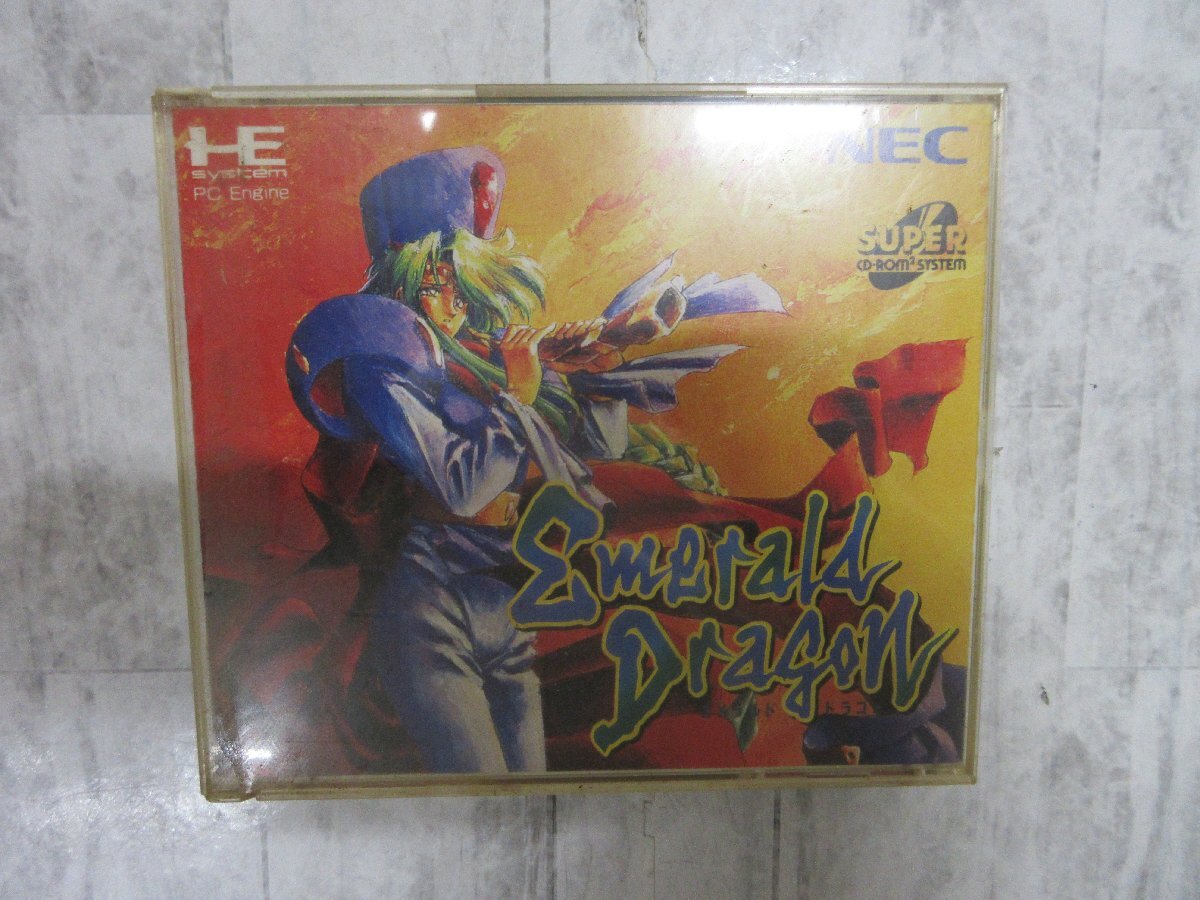 HE
system
PC Engine
NEC
SUPER
CD-ROM² SYSTEM
Emerald
Dragon